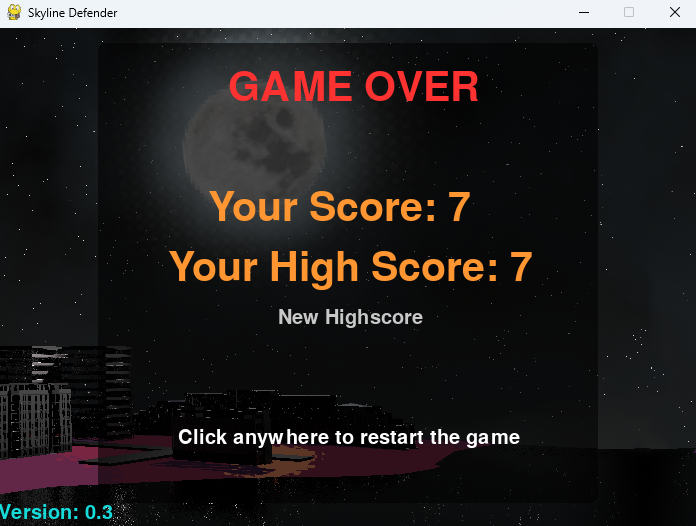 Skyline Defender
GAME OVER
Your Score: 7
Your High Score: 7
New Highscore
Click anywhere to restart the game
Version: 0.3